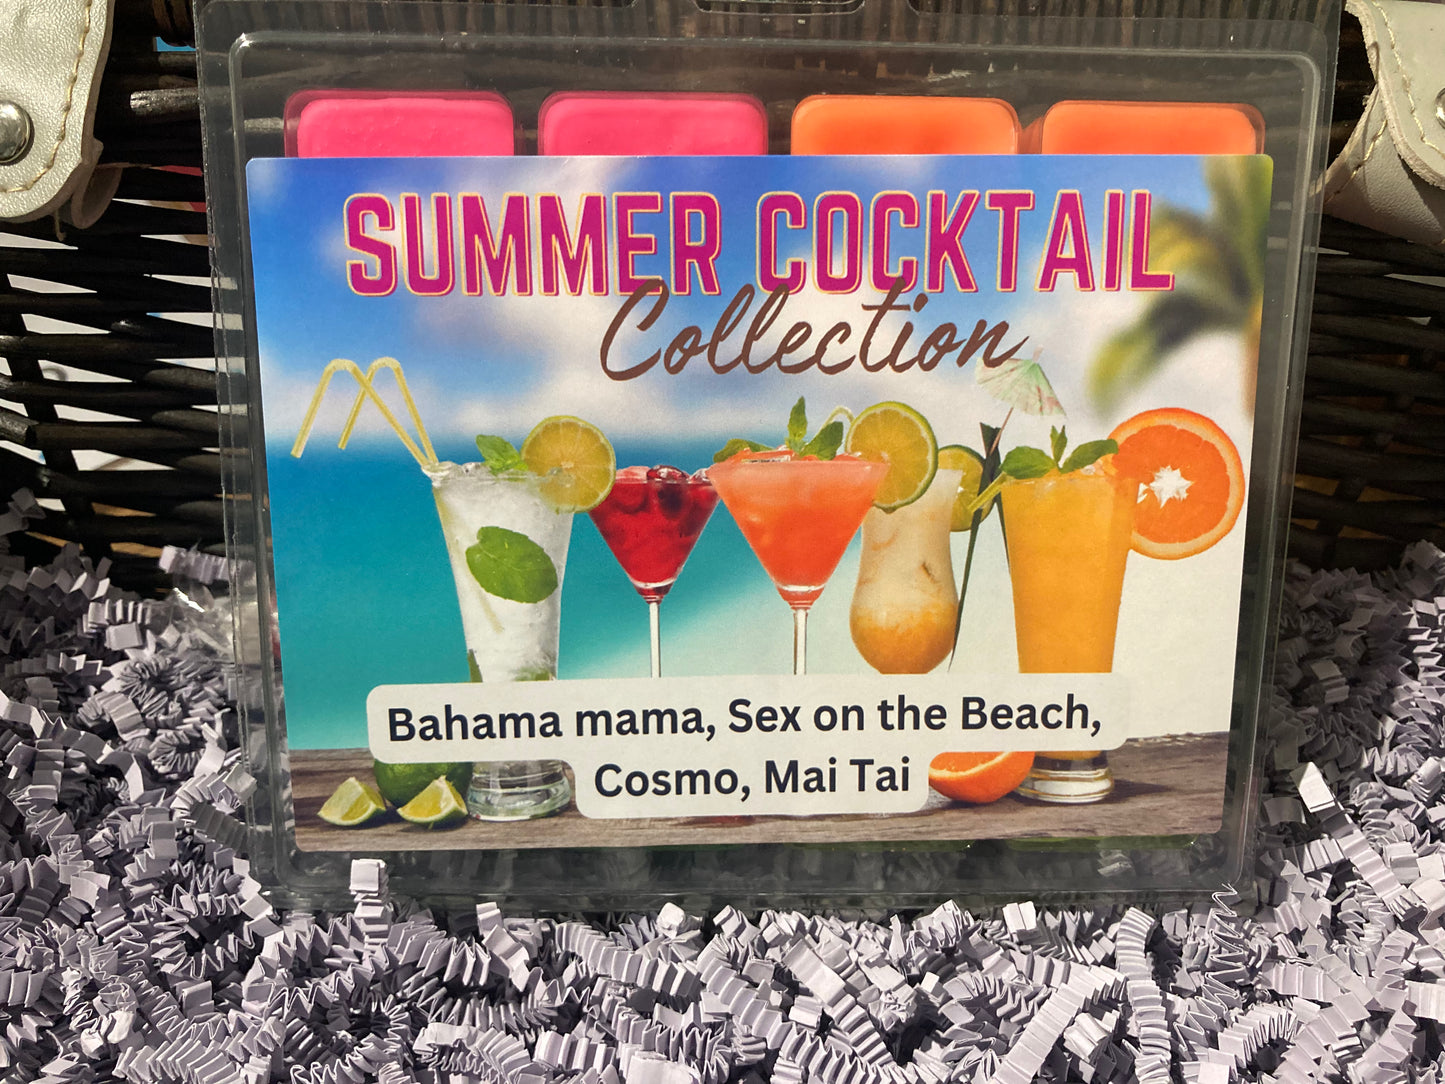 SUMMER COCKTAIL
Collection
Bahama mama, Sex on the Beach,
Cosmo, Mai Tai